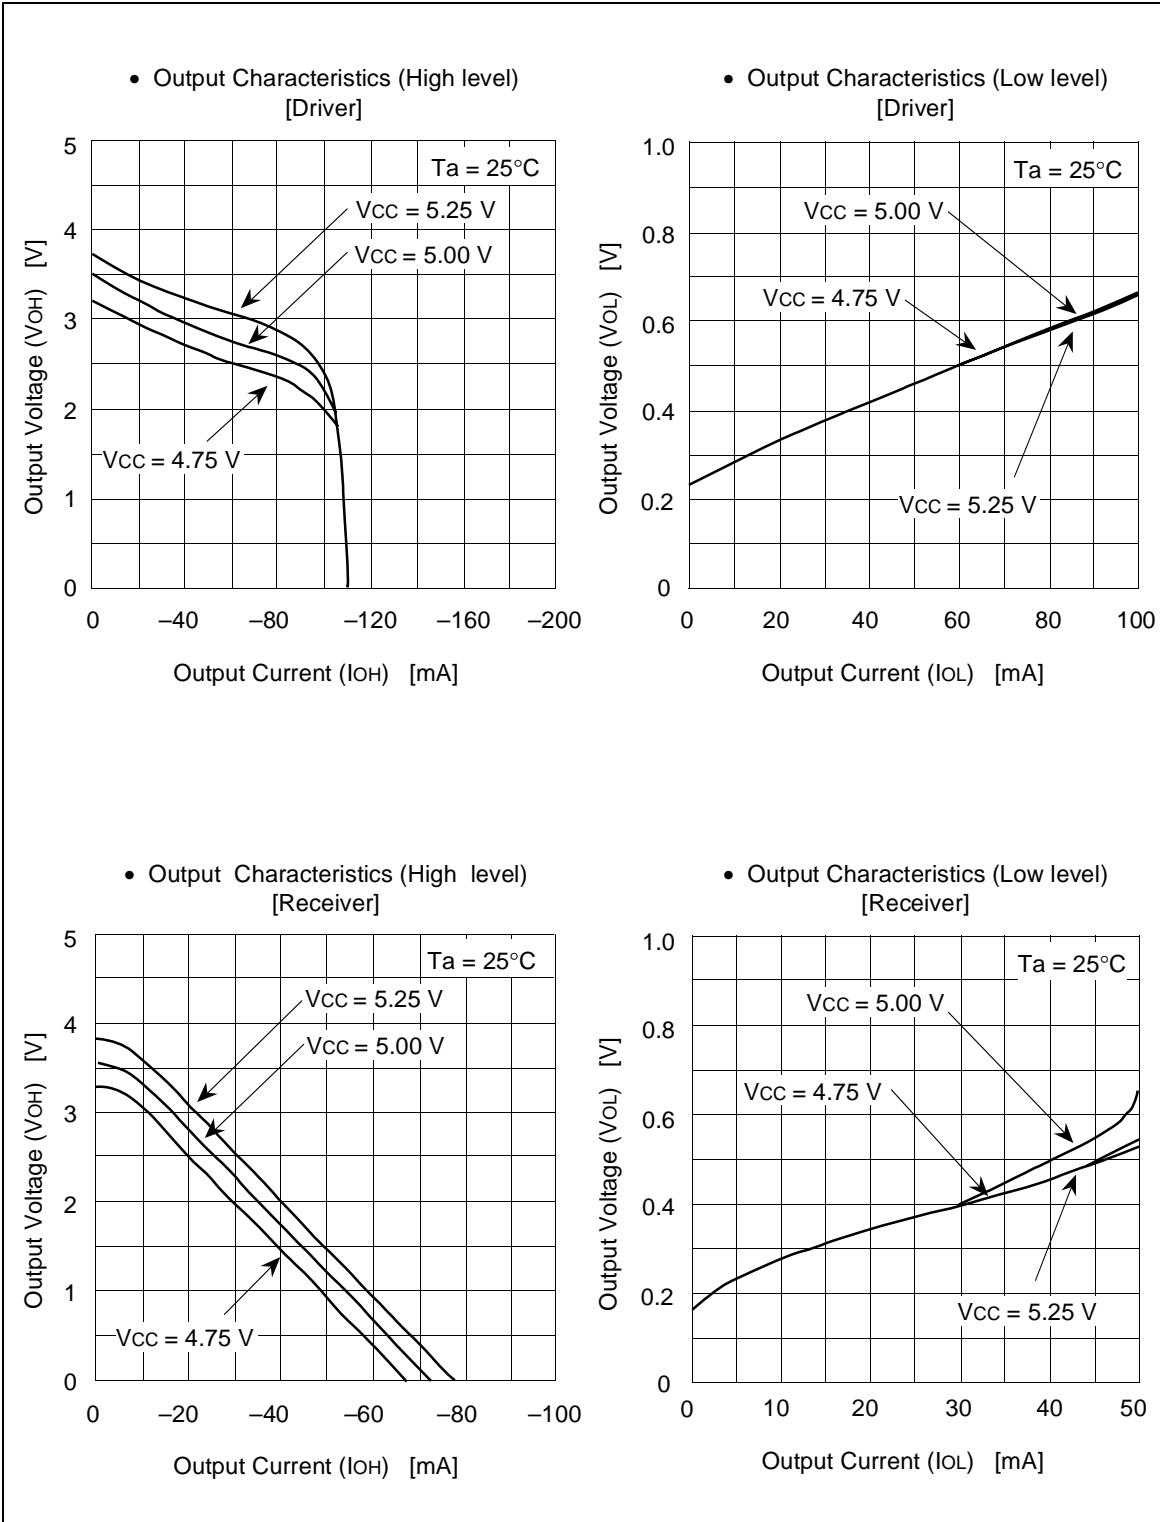 • Output Characteristics (High level)
[Driver]
Ta = 25°C
VCC = 5.25 V
VCC = 5.00 V
VCC = 4.75 V
5
4
3
2
1
0
Output Voltage (VOH) [V]
0 –40 –80 –120 –160 –200
Output Current (IOH) [mA]
• Output Characteristics (Low level)
[Driver]
Ta = 25°C
VCC = 5.00 V
VCC = 4.75 V
VCC = 5.25 V
1.0
0.8
0.6
0.4
0.2
0
Output Voltage (VOL) [V]
0 20 40 60 80 100
Output Current (IOL) [mA]
• Output Characteristics (High level)
[Receiver]
Ta = 25°C
VCC = 5.25 V
VCC = 5.00 V
VCC = 4.75 V
5
4
3
2
1
0
Output Voltage (VOH) [V]
0 –20 –40 –60 –80 –100
Output Current (IOH) [mA]
• Output Characteristics (Low level)
[Receiver]
Ta = 25°C
VCC = 5.00 V
VCC = 4.75 V
VCC = 5.25 V
1.0
0.8
0.6
0.4
0.2
0
Output Voltage (VOL) [V]
0 10 20 30 40 50
Output Current (IOL) [mA]